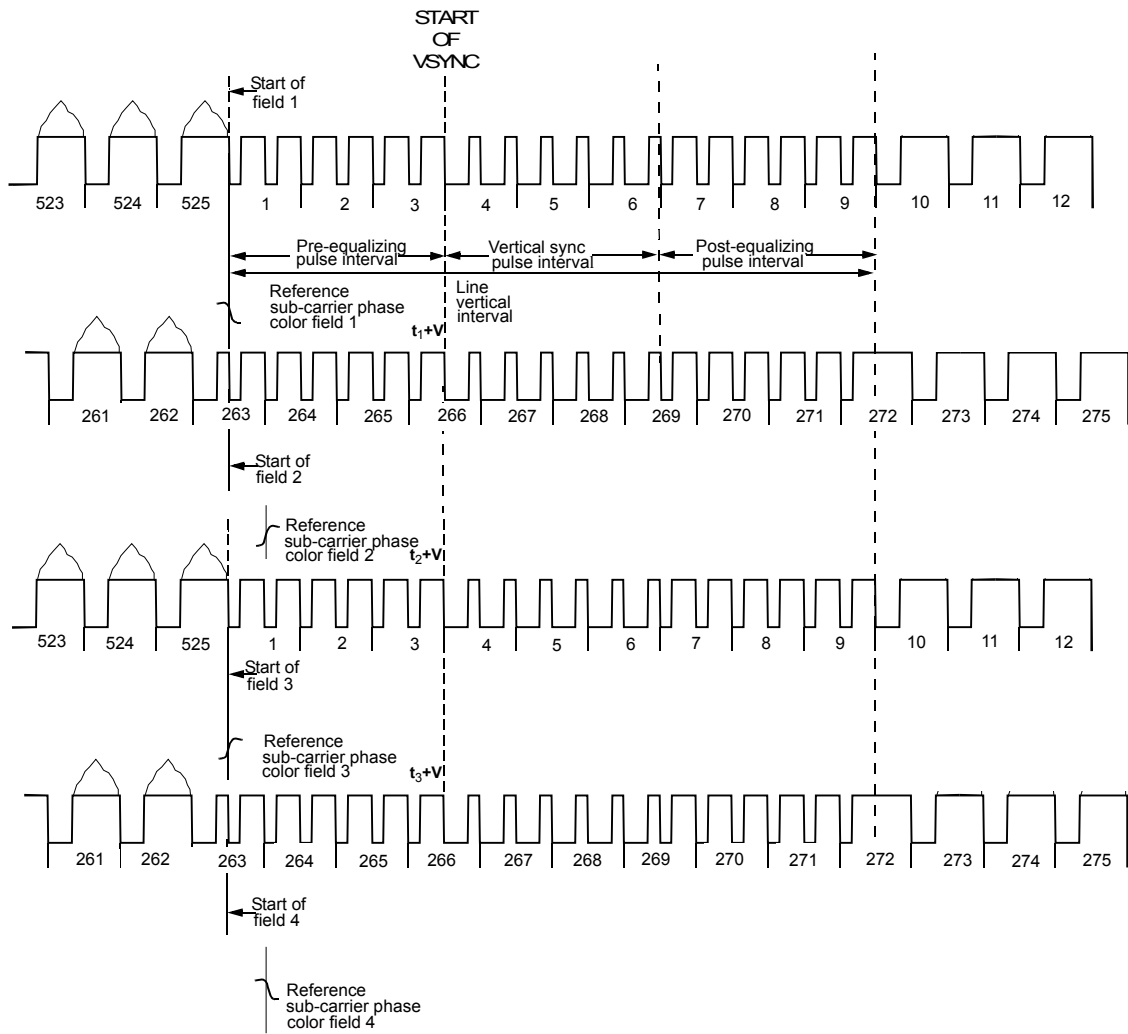 START
OF
VSYNC
Start of
field 1
523 524 525 1 2 3 4 5 6 7 8 9 10 11 12
Pre-equalizing
pulse interval
Vertical sync
pulse interval
Post-equalizing
pulse interval
Line
vertical
interval
Reference
sub-carrier phase
color field 1
t₁+V
261 262 263 264 265 266 267 268 269 270 271 272 273 274 275
Start of
field 2
Reference
sub-carrier phase
color field 2
t₂+V
523 524 525 1 2 3 4 5 6 7 8 9 10 11 12
Start of
field 3
Reference
sub-carrier phase
color field 3
t₃+V
261 262 263 264 265 266 267 268 269 270 271 272 273 274 275
Start of
field 4
Reference
sub-carrier phase
color field 4